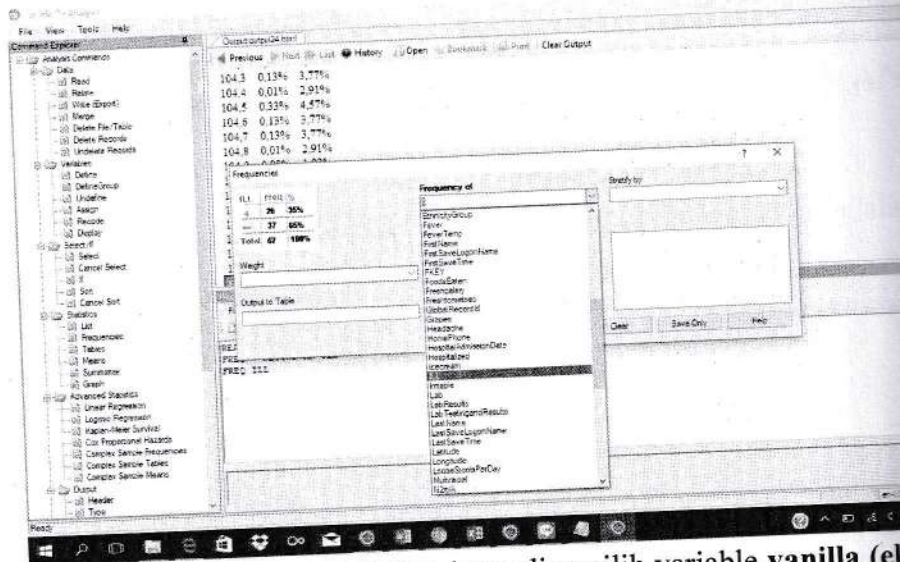 File View Tools Help
Command Explorer
Analysis Commands
Data
Read
Relate
Write (Export)
Merge
Delete File/Table
Delete Records
Undelete Records
Variables
Define
DefineGroup
Undefine
Assign
Recode
Display
Select/If
Select
Cancel Select
If
Sort
Cancel Sort
Statistics
List
Frequencies
Tables
Means
Summarize
Graph
Advanced Statistics
Linear Regression
Logistic Regression
Kaplan-Meier Survival
Cox Proportional Hazards
Complex Sample Frequencies
Complex Sample Tables
Complex Sample Means
Output
Header
Type
Ready
Previous Next List History Open Bookmark Print Clear Output
104.3 0,13% 3,77%
104.4 0,01% 2,91%
104.5 0,33% 4,57%
104.6 0,13% 3,77%
104.7 0,13% 3,77%
104.8 0,01% 2,91%
Frequencies
? ×
ILL FREQ %
26 35%
37 65%
Total 62 100%
Weight
Output to Table
Frequency of
EthnicityGroup
Fever
FeverTemp
FirstName
FirstSaveLogonName
FirstSaveTime
FKEY
FoodsEaten
GlobalRecordId
Grapes
Headache
HomePhone
HospitalAdmissionDate
Hospitalized
Icecream
Lab
LabResults
LabTestingandResults
LastName
LastSaveLogonName
LastSaveTime
Latitude
Longitude
Stratify by
Clear Save Only Help
FREQ ILL
pilih variable vanilla (el